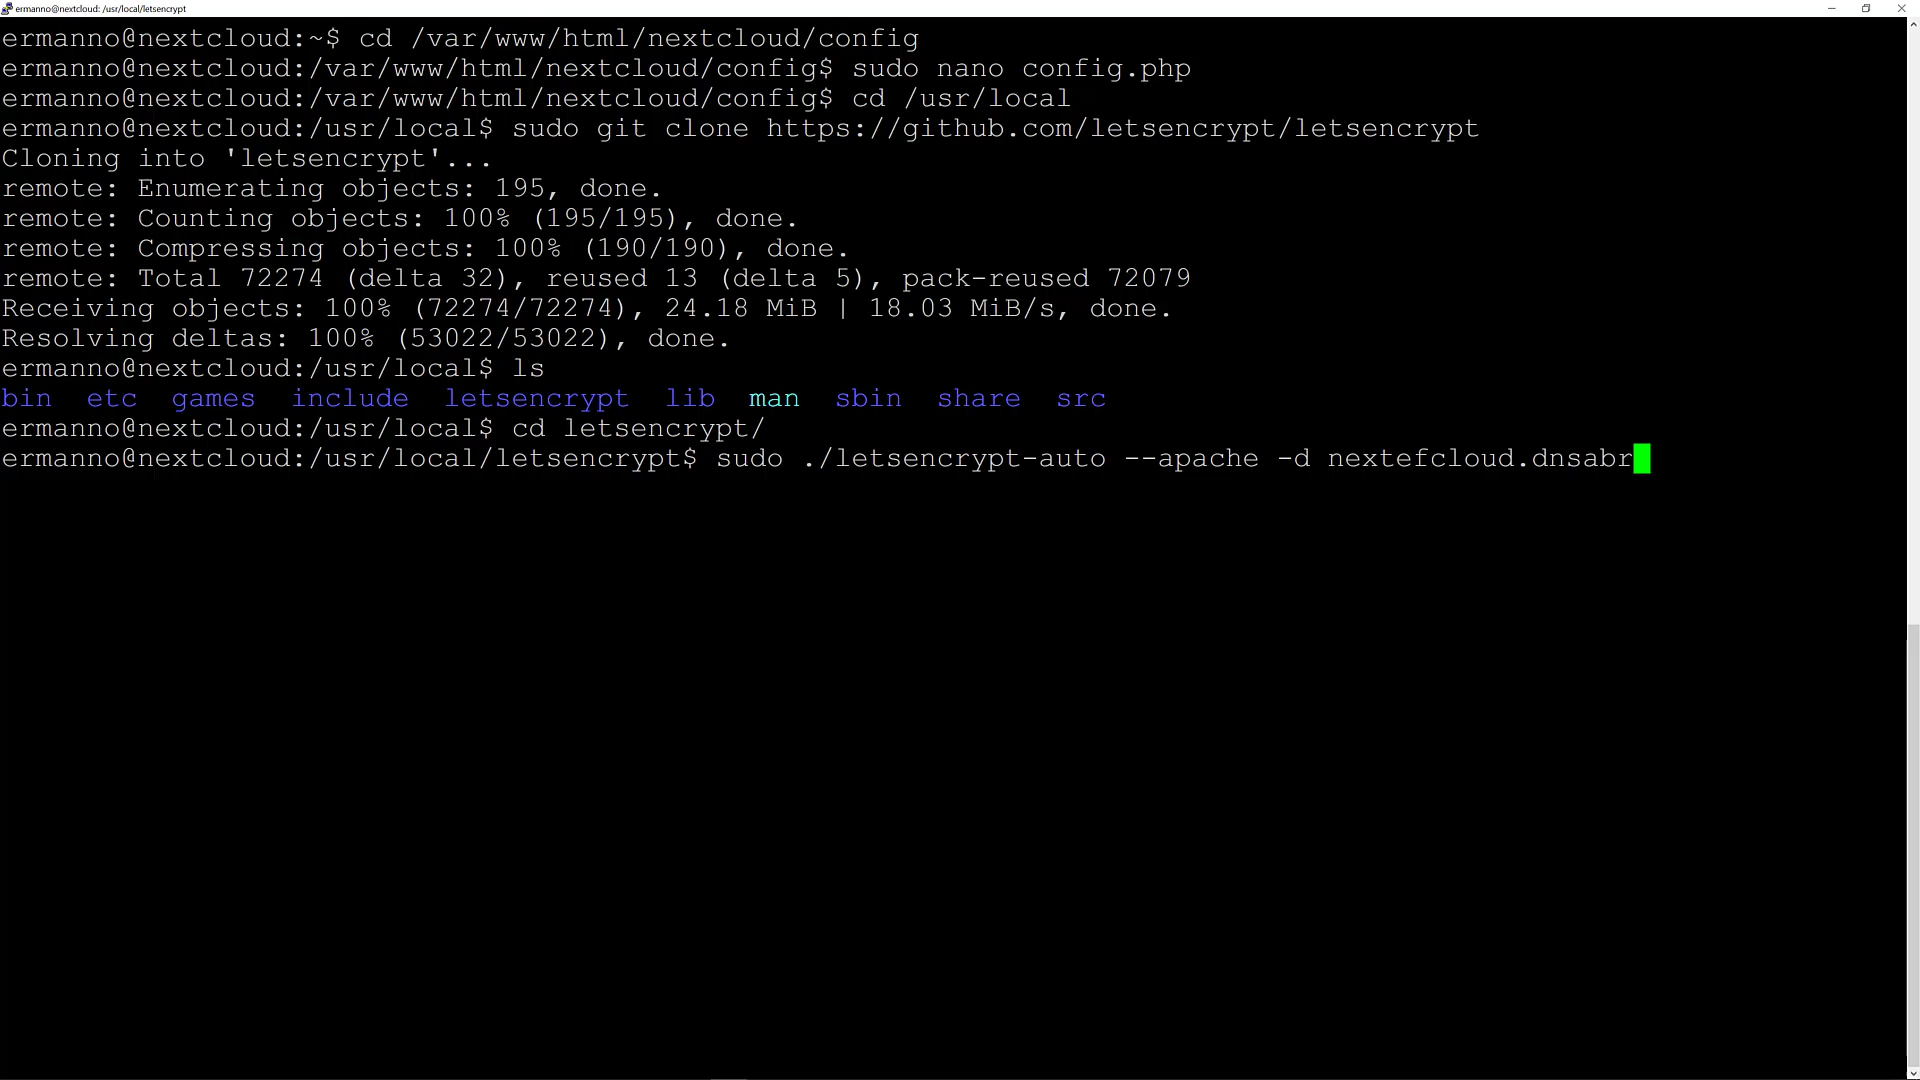 ermanno@nextcloud: /usr/local/letsencrypt
ermanno@nextcloud:~$ cd /var/www/html/nextcloud/config
ermanno@nextcloud:/var/www/html/nextcloud/config$ sudo nano config.php
ermanno@nextcloud:/var/www/html/nextcloud/config$ cd /usr/local
ermanno@nextcloud:/usr/local$ sudo git clone https://github.com/letsencrypt/letsencrypt
Cloning into 'letsencrypt'...
remote: Enumerating objects: 195, done.
remote: Counting objects: 100% (195/195), done.
remote: Compressing objects: 100% (190/190), done.
remote: Total 72274 (delta 32), reused 13 (delta 5), pack-reused 72079
Receiving objects: 100% (72274/72274), 24.18 MiB | 18.03 MiB/s, done.
Resolving deltas: 100% (53022/53022), done.
ermanno@nextcloud:/usr/local$ ls
bin  etc  games  include  letsencrypt  lib  man  sbin  share  src
ermanno@nextcloud:/usr/local$ cd letsencrypt/
ermanno@nextcloud:/usr/local/letsencrypt$ sudo ./letsencrypt-auto --apache -d nextefcloud.dnsabr